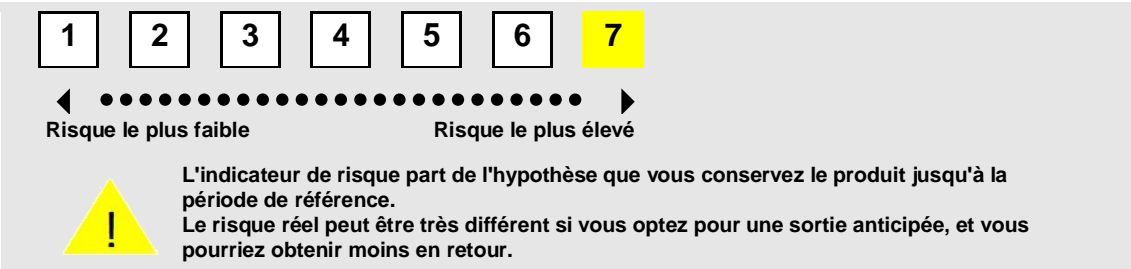 1 2 3 4 5 6 7
Risque le plus faible Risque le plus élevé
L'indicateur de risque part de l'hypothèse que vous conservez le produit jusqu'à la
période de référence.
Le risque réel peut être très différent si vous optez pour une sortie anticipée, et vous
pourriez obtenir moins en retour.
!